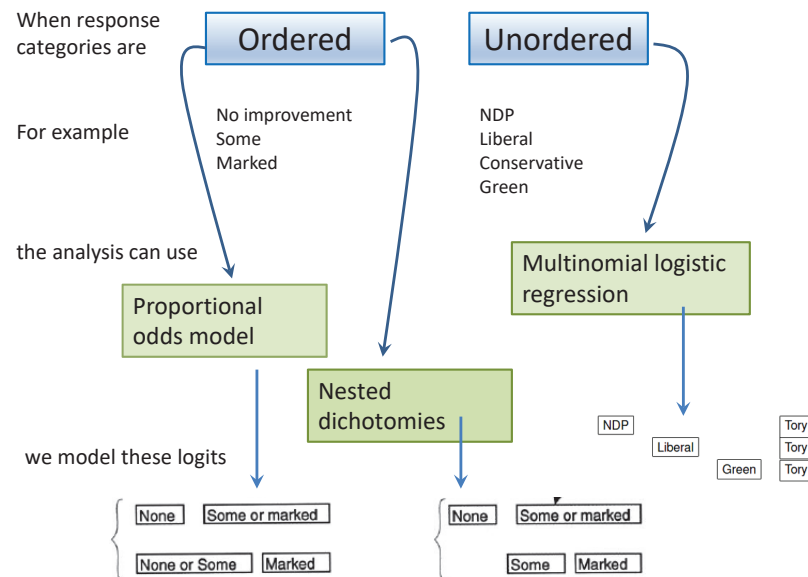 When response
categories are
Ordered
Unordered
For example
No improvement
Some
Marked
NDP
Liberal
Conservative
Green
the analysis can use
Proportional
odds model
Nested
dichotomies
Multinomial logistic
regression
we model these logits
None Some or marked
None or Some Marked
None Some or marked
Some Marked
NDP Tory
Liberal Tory
Green Tory